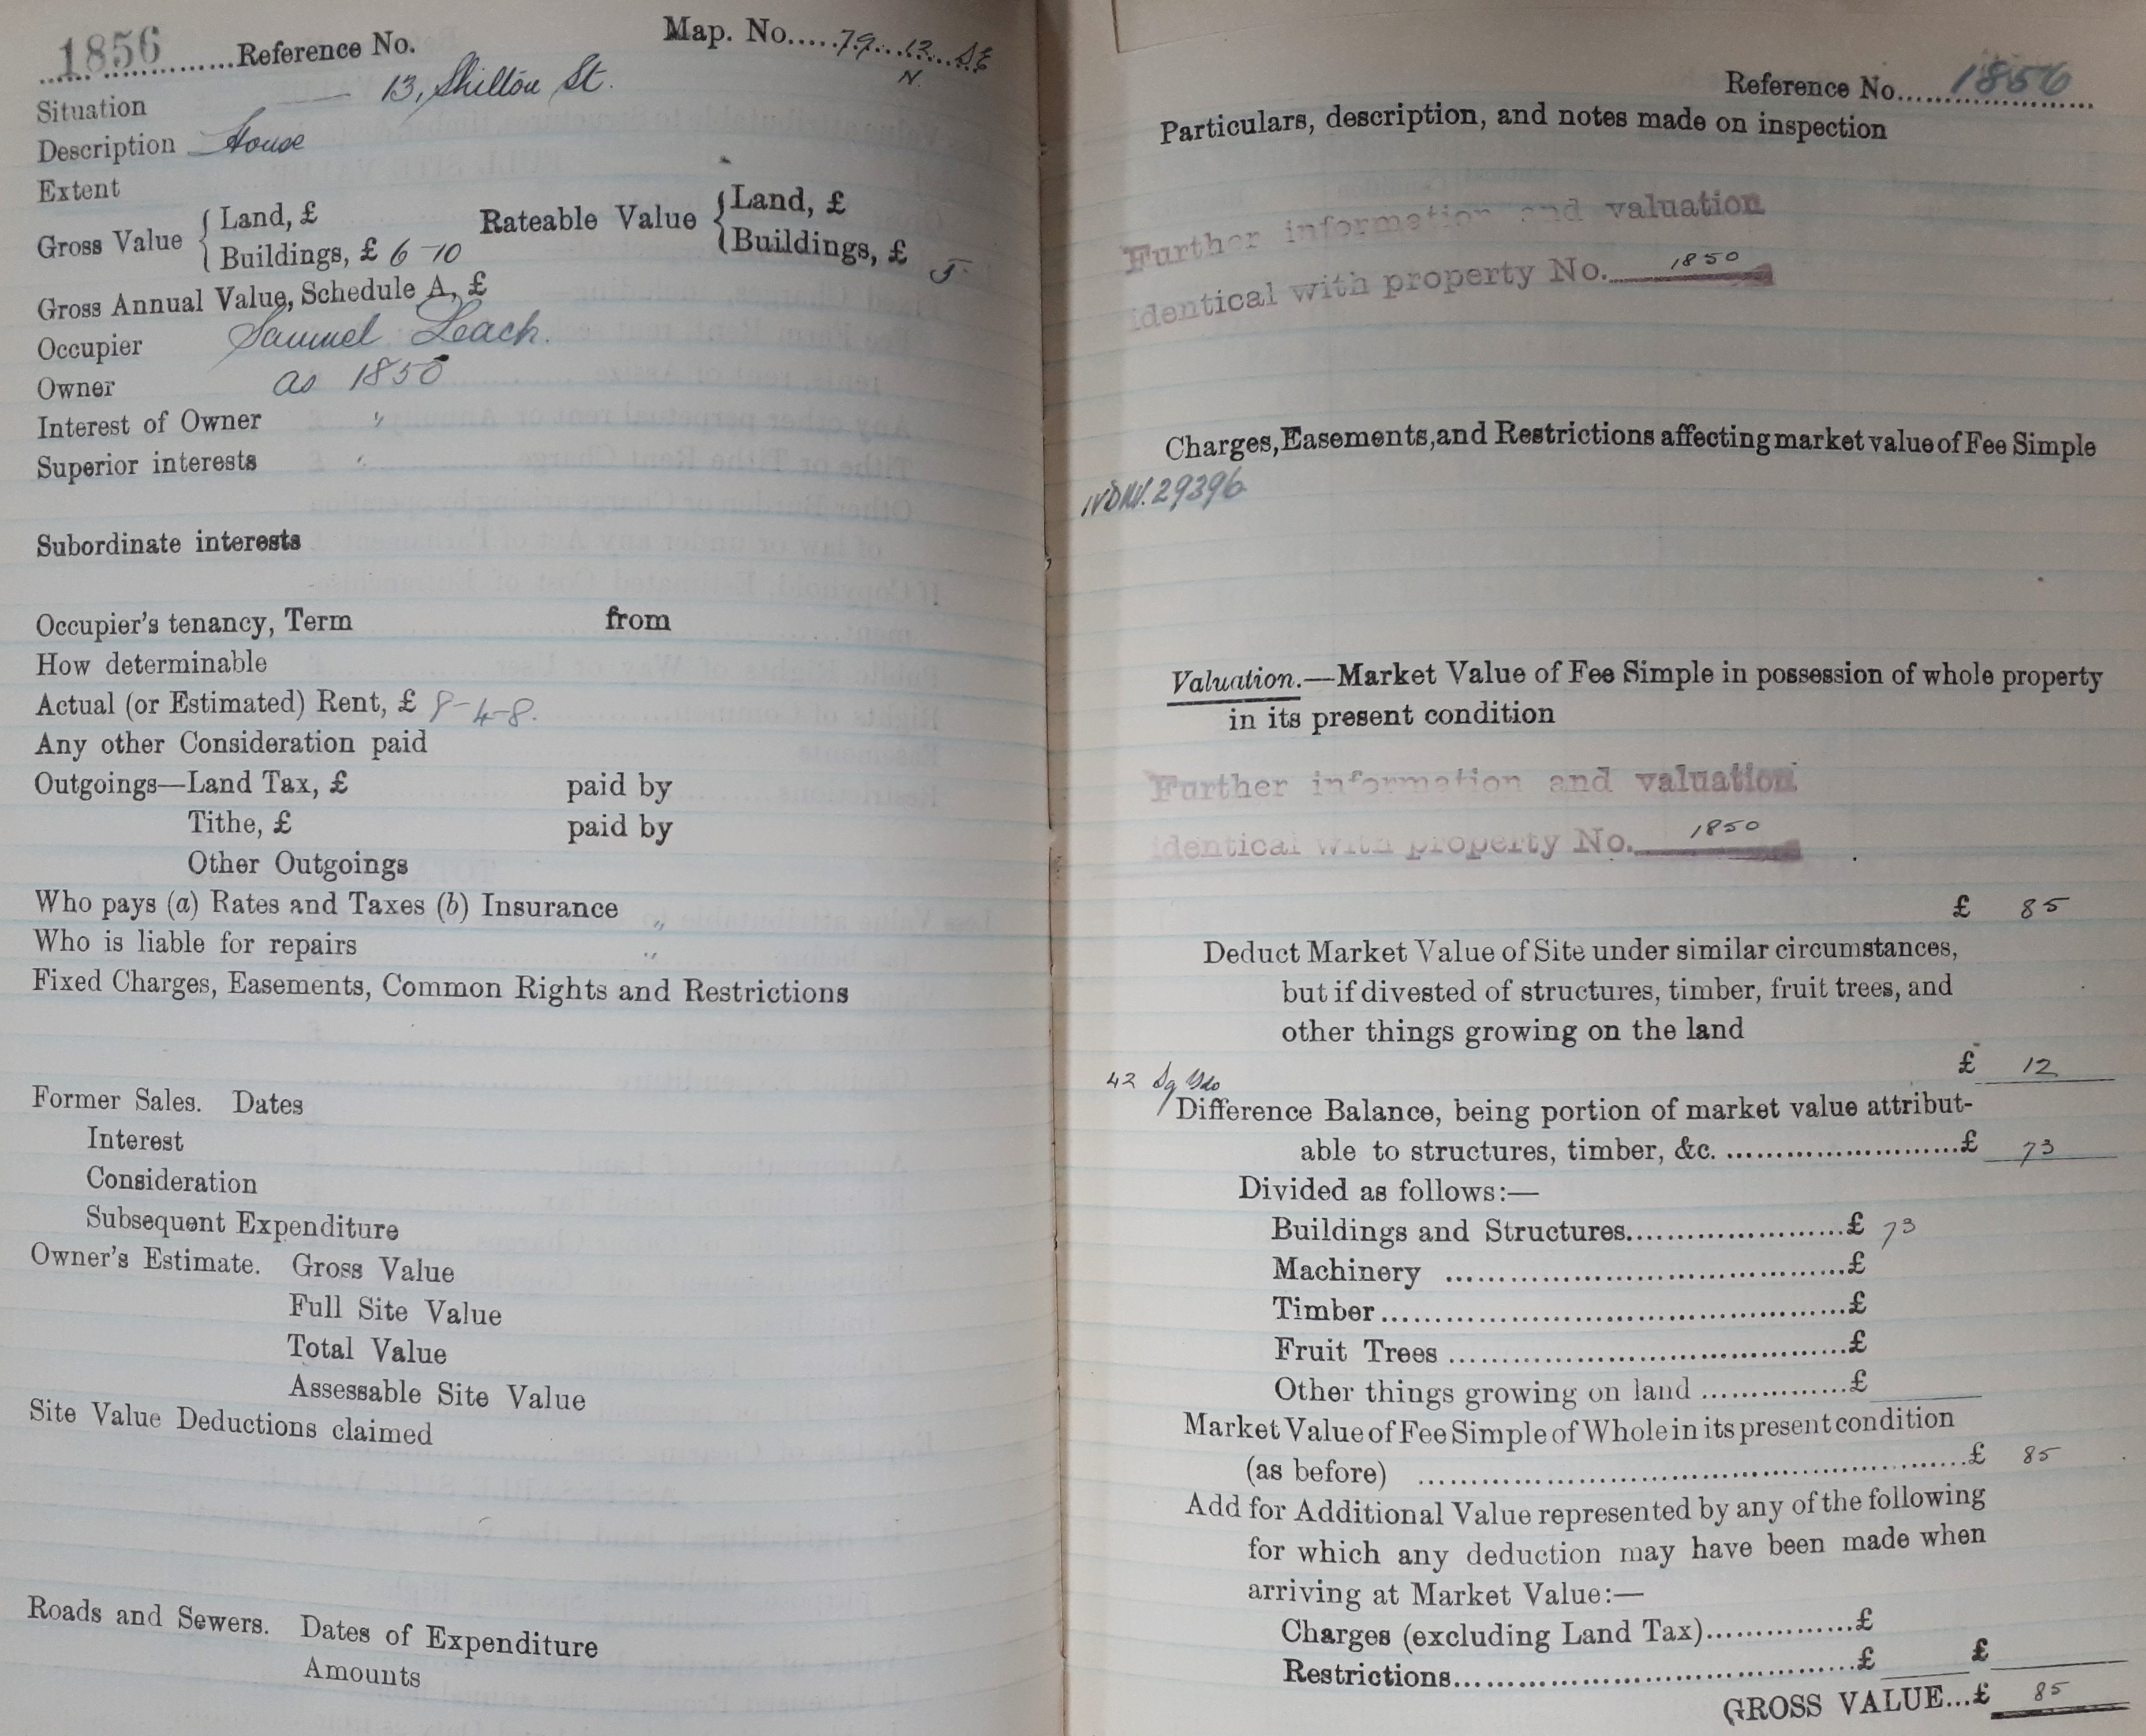 1856 Reference No. Map. No. 79 13 SE
N.
Situation 13, Shilton St.
Description House
Extent
Gross Value { Land, £ Rateable Value { Land, £
Buildings, £ 6-10 Buildings, £ 5
Gross Annual Value, Schedule A, £
Occupier Samuel Leach.
Owner as 1850
Interest of Owner "
Superior interests "
Subordinate interests
Occupier's tenancy, Term from
How determinable
Actual (or Estimated) Rent, £ 8-4-8.
Any other Consideration paid
Outgoings—Land Tax, £ paid by
Tithe, £ paid by
Other Outgoings
Who pays (a) Rates and Taxes (b) Insurance "
Who is liable for repairs "
Fixed Charges, Easements, Common Rights and Restrictions
Former Sales. Dates
Interest
Consideration
Subsequent Expenditure
Owner's Estimate. Gross Value
Full Site Value
Total Value
Assessable Site Value
Site Value Deductions claimed
Roads and Sewers. Dates of Expenditure
Amounts
Reference No. 1856
Particulars, description, and notes made on inspection
Further information and valuation
identical with property No. 1850
Charges, Easements, and Restrictions affecting market value of Fee Simple
29396
Valuation.—Market Value of Fee Simple in possession of whole property
in its present condition
Further information and valuation
identical with property No. 1850
£ 85
Deduct Market Value of Site under similar circumstances,
but if divested of structures, timber, fruit trees, and
other things growing on the land
£ 12
42 Sq Yds
Difference Balance, being portion of market value attribut-
able to structures, timber, &c. £ 73
Divided as follows:—
Buildings and Structures £ 73
Machinery £
Timber £
Fruit Trees £
Other things growing on land £
Market Value of Fee Simple of Whole in its present condition
(as before) £ 85
Add for Additional Value represented by any of the following
for which any deduction may have been made when
arriving at Market Value:—
Charges (excluding Land Tax) £
Restrictions £ £
GROSS VALUE...£ 85